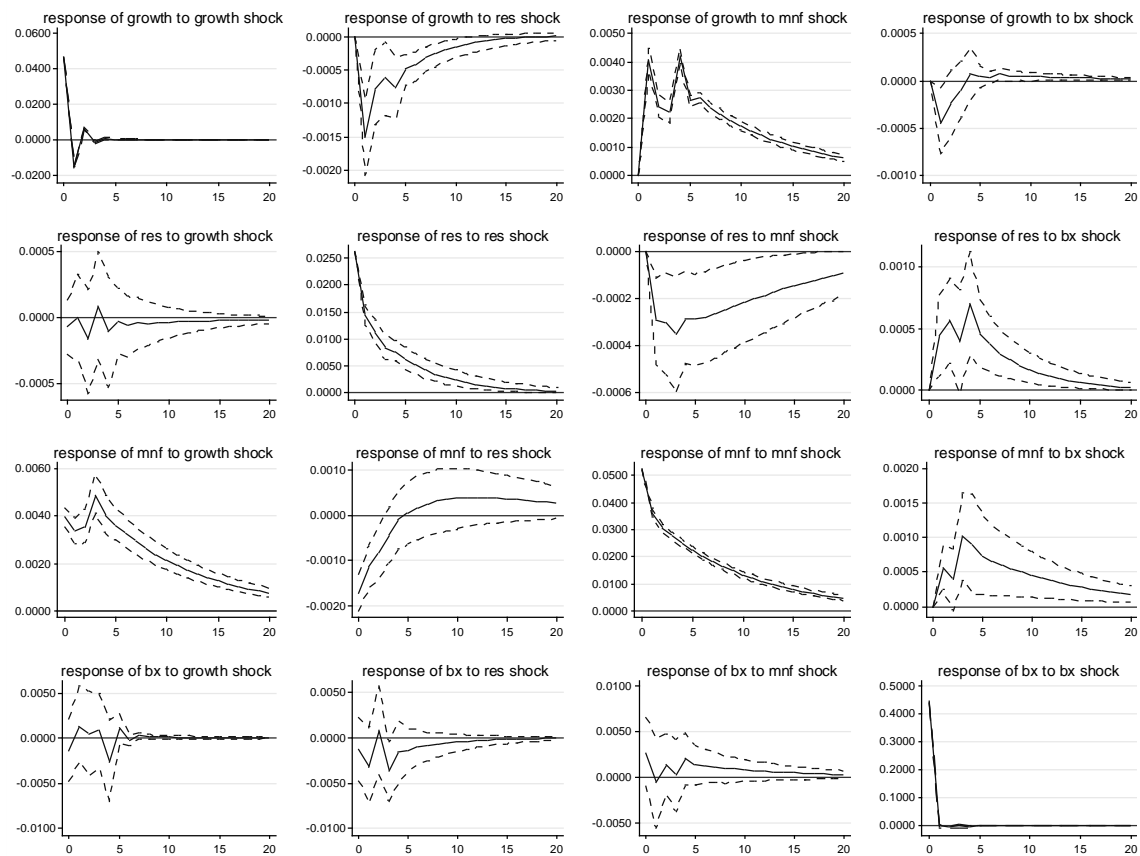 response of growth to growth shock
0.0600
0.0400
0.0200
0.0000
-0.0200
0 5 10 15 20
response of growth to res shock
0.0000
-0.0005
-0.0010
-0.0015
-0.0020
0 5 10 15 20
response of growth to mnf shock
0.0050
0.0040
0.0030
0.0020
0.0010
0.0000
0 5 10 15 20
response of growth to bx shock
0.0005
0.0000
-0.0005
-0.0010
0 5 10 15 20
response of res to growth shock
0.0005
0.0000
-0.0005
0 5 10 15 20
response of res to res shock
0.0250
0.0200
0.0150
0.0100
0.0050
0.0000
0 5 10 15 20
response of res to mnf shock
0.0000
-0.0002
-0.0004
-0.0006
0 5 10 15 20
response of res to bx shock
0.0010
0.0005
0.0000
0 5 10 15 20
response of mnf to growth shock
0.0060
0.0040
0.0020
0.0000
0 5 10 15 20
response of mnf to res shock
0.0010
0.0000
-0.0010
-0.0020
0 5 10 15 20
response of mnf to mnf shock
0.0500
0.0400
0.0300
0.0200
0.0100
0.0000
0 5 10 15 20
response of mnf to bx shock
0.0020
0.0015
0.0010
0.0005
0.0000
0 5 10 15 20
response of bx to growth shock
0.0050
0.0000
-0.0050
-0.0100
0 5 10 15 20
response of bx to res shock
0.0050
0.0000
-0.0050
-0.0100
0 5 10 15 20
response of bx to mnf shock
0.0100
0.0050
0.0000
-0.0050
0 5 10 15 20
response of bx to bx shock
0.5000
0.4000
0.3000
0.2000
0.1000
0.0000
0 5 10 15 20